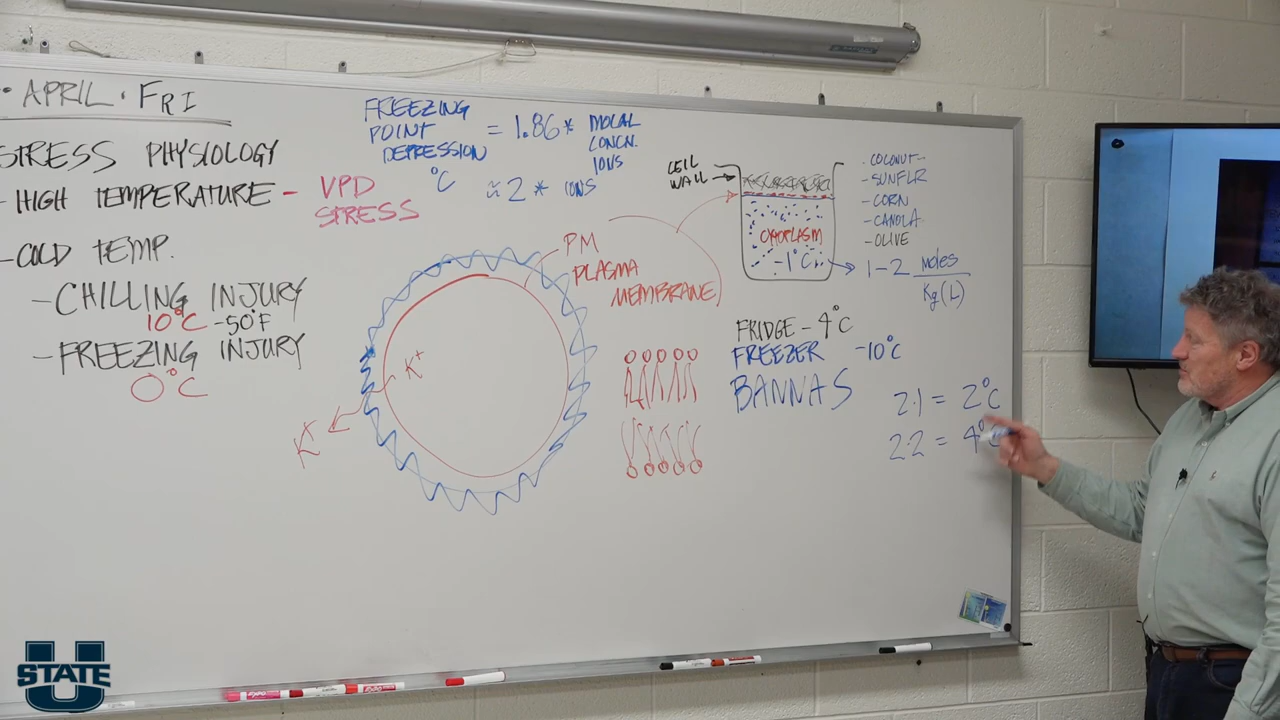 · APRIL · FRI
STRESS PHYSIOLOGY
- HIGH TEMPERATURE - VPD
STRESS
- COLD TEMP.
- CHILLING INJURY
10°C - 50°F
- FREEZING INJURY
0°C
FREEZING
POINT
DEPRESSION
°C
= 1.86 *
MOLAL
CONCN.
IONS
≈ 2 * IONS
PM
PLASMA
MEMBRANE
K+
K
CELL
WALL
CYTOPLASM
-1°C
· COCONUT -
- SUNFLR
- CORN
- CANOLA
- OLIVE
1-2 moles
Kg (L)
FRIDGE - 4°C
FREEZER -10°C
BANNAS
2·1 = 2°C
2·2 = 4°C
U
STATE
EXPO